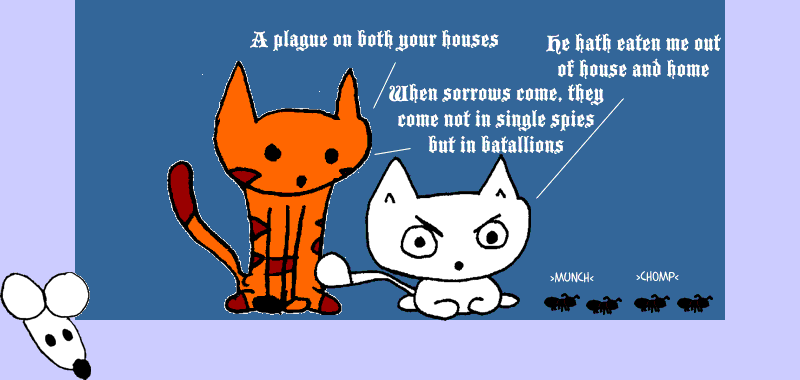 A plague on both your houses
He hath eaten me out
of house and home
When sorrows come, they
come not in single spies
but in batallions
>MUNCH<
>CHOMP<